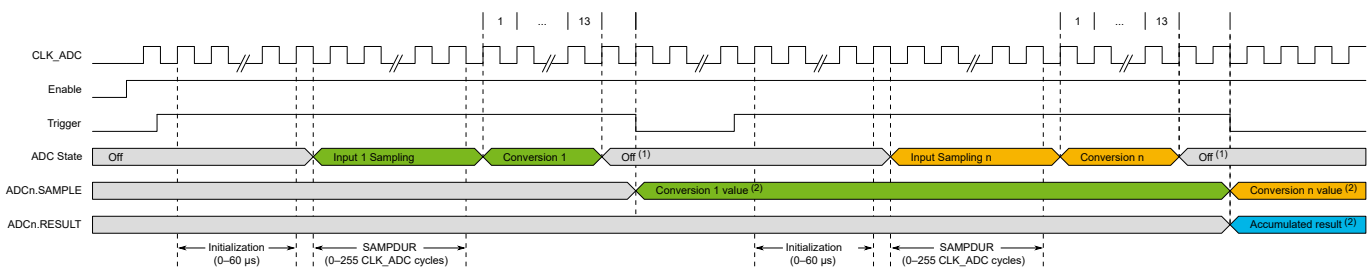 1 ... 13 1 ... 13
CLK_ADC
Enable
Trigger
ADC State Off Input 1 Sampling Conversion 1 Off (1) Input Sampling n Conversion n Off (1)
ADCn.SAMPLE Conversion 1 value (2) Conversion n value (2)
ADCn.RESULT Accumulated result (2)
Initialization SAMPDUR Initialization SAMPDUR
(0–60 µs) (0–255 CLK_ADC cycles) (0–60 µs) (0–255 CLK_ADC cycles)